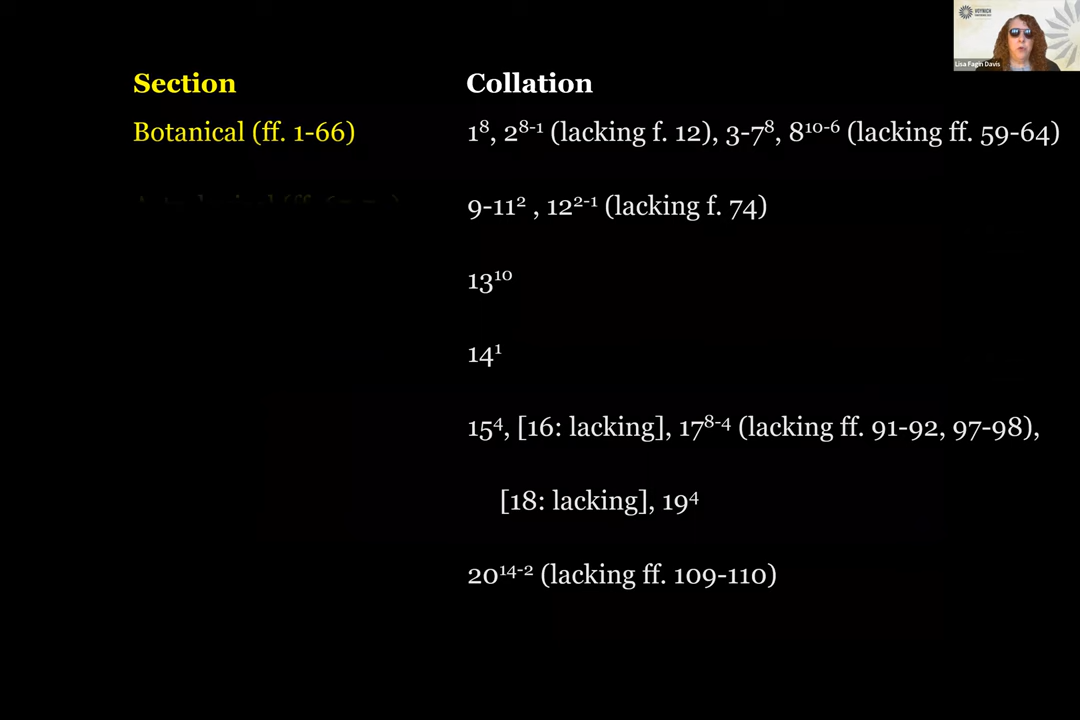 VOYNICH
Lisa Fagin Davis
Section Collation
Botanical (ff. 1-66) 1⁸, 2⁸⁻¹ (lacking f. 12), 3-7⁸, 8¹⁰⁻⁶ (lacking ff. 59-64)
9-11² , 12²⁻¹ (lacking f. 74)
13¹⁰
14¹
15⁴, [16: lacking], 17⁸⁻⁴ (lacking ff. 91-92, 97-98),
[18: lacking], 19⁴
20¹⁴⁻² (lacking ff. 109-110)